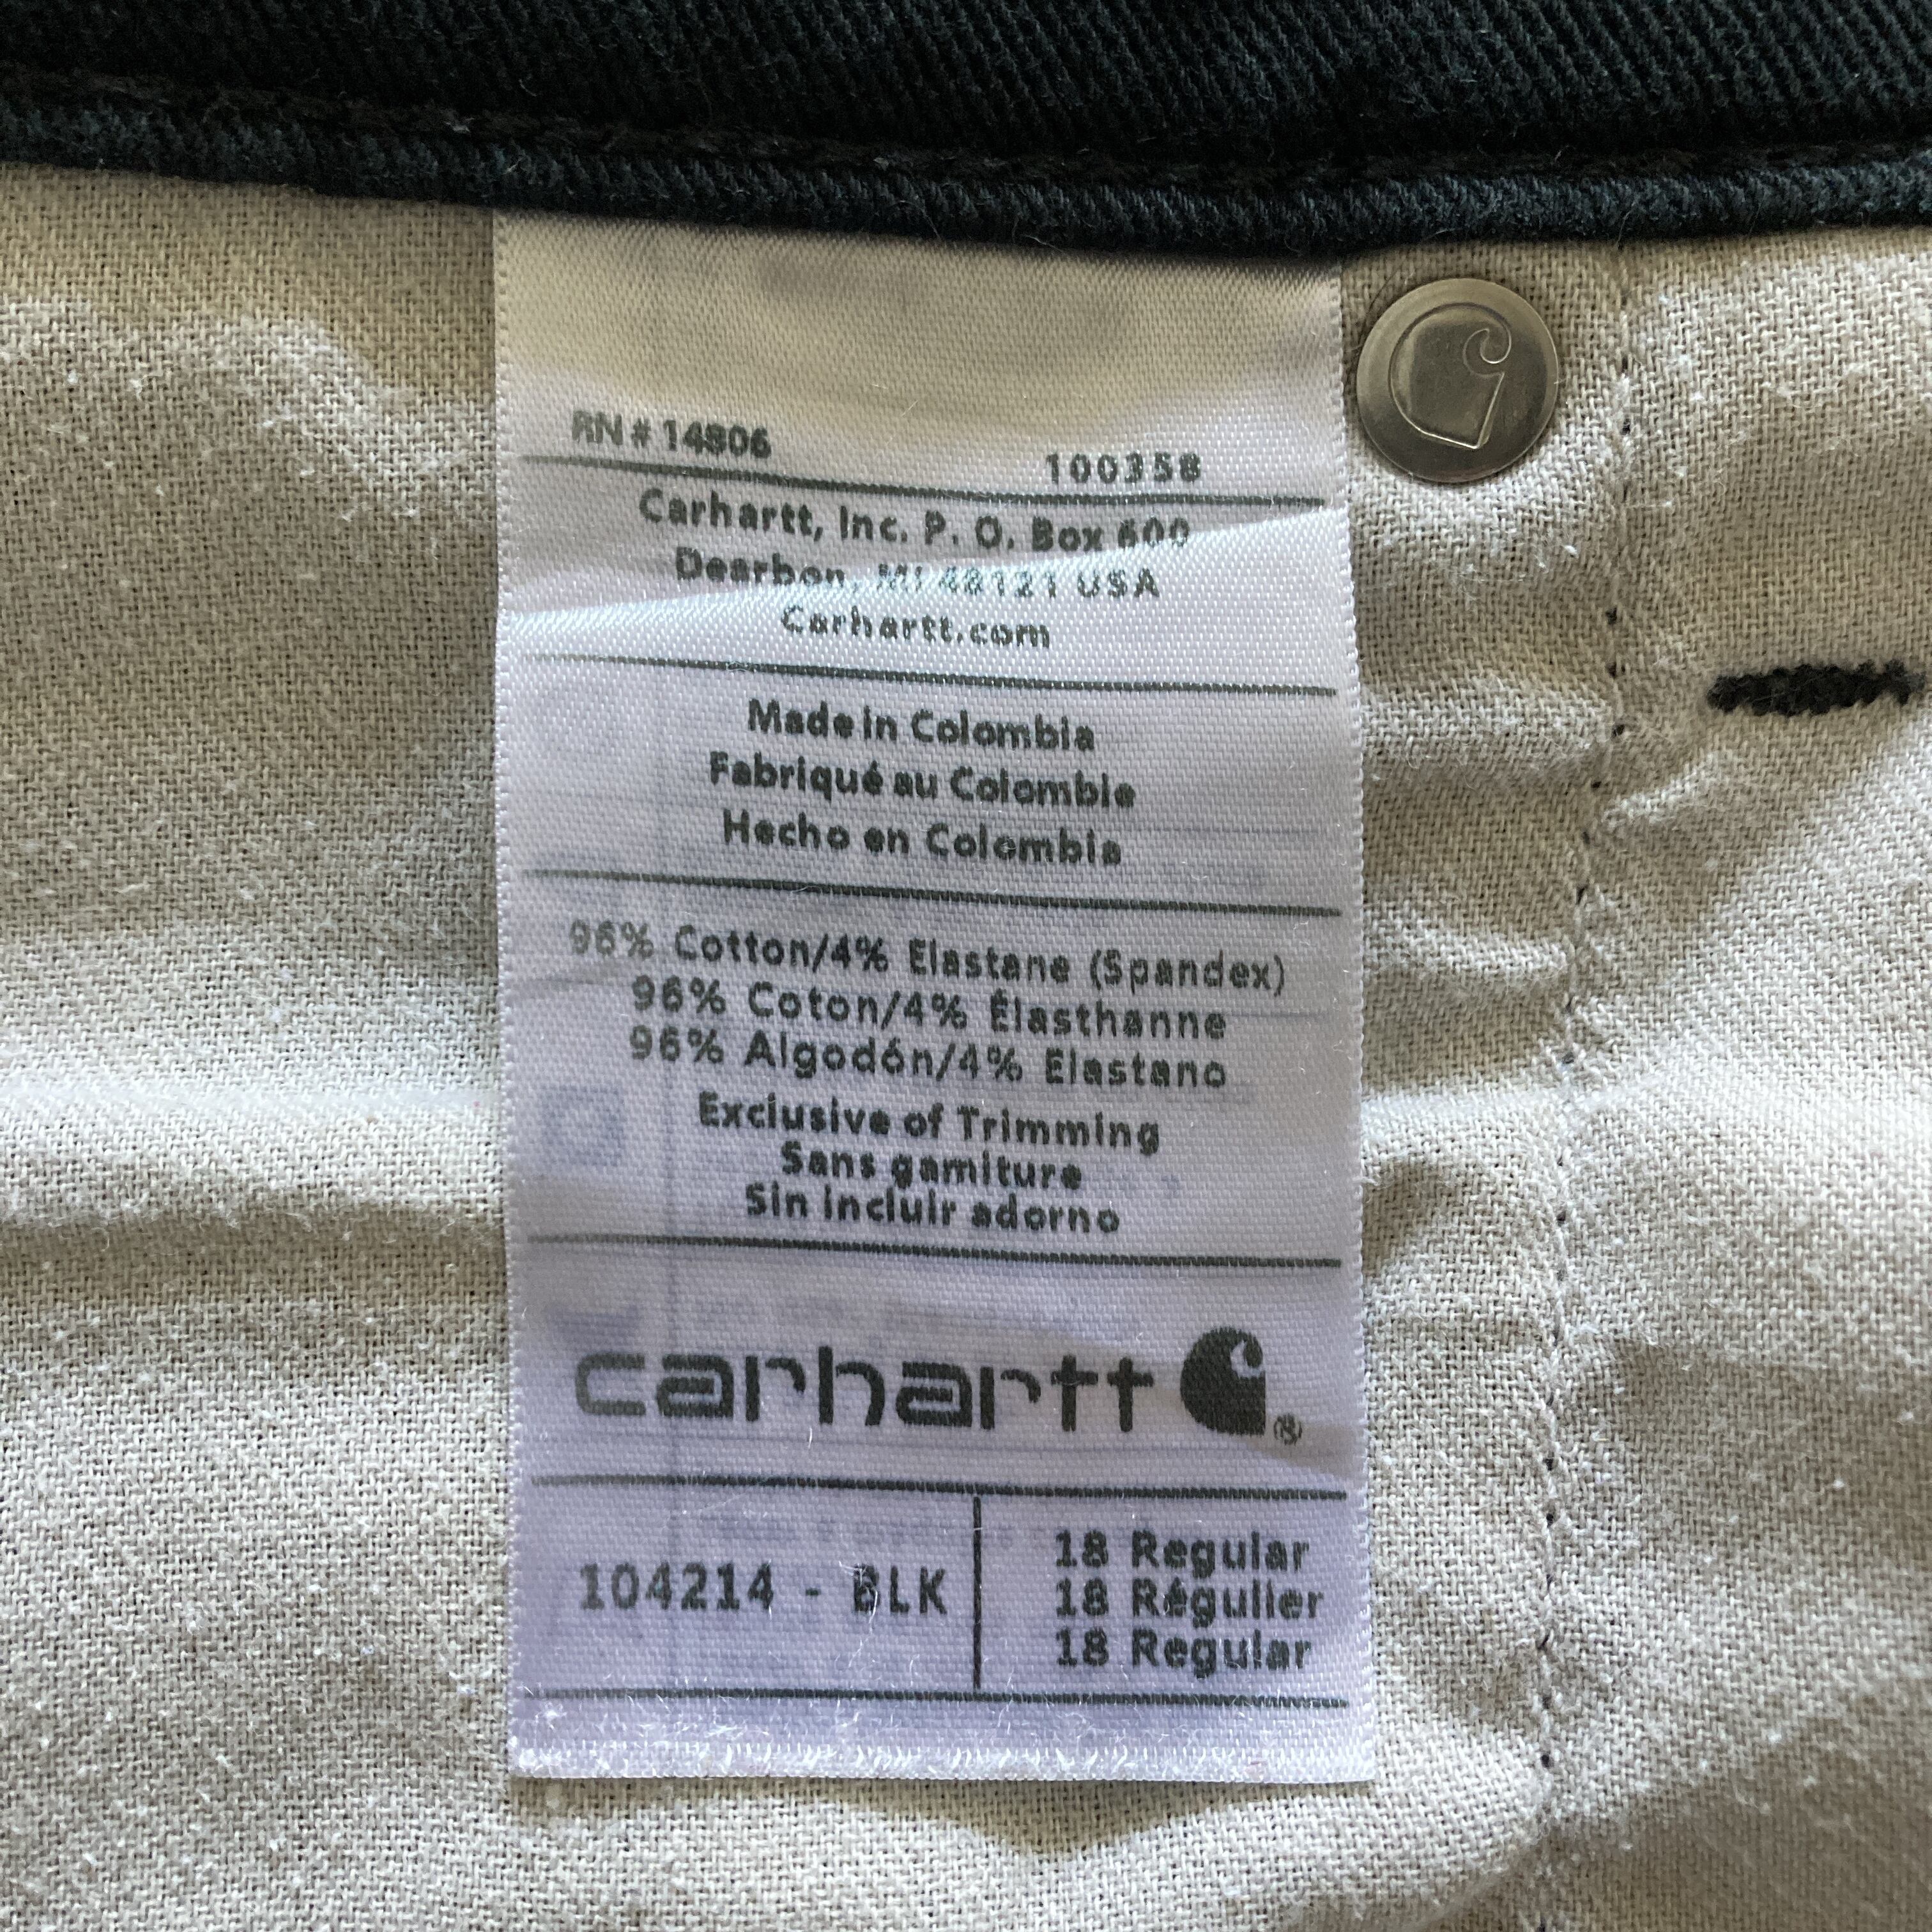 RN# 14806
100358
Carhartt, Inc. P. O. Box 600
Dearbon, MI 48121 USA
Carhartt.com
Made in Colombia
Fabriqué au Colombie
Hecho en Colombia
96% Cotton/4% Elastane (Spandex)
96% Coton/4% Élasthanne
96% Algodón/4% Elastano
Exclusive of Trimming
Sans garniture
Sin incluir adorno
carhartt ®
104214 - BLK
18 Regular
18 Régulier
18 Regular